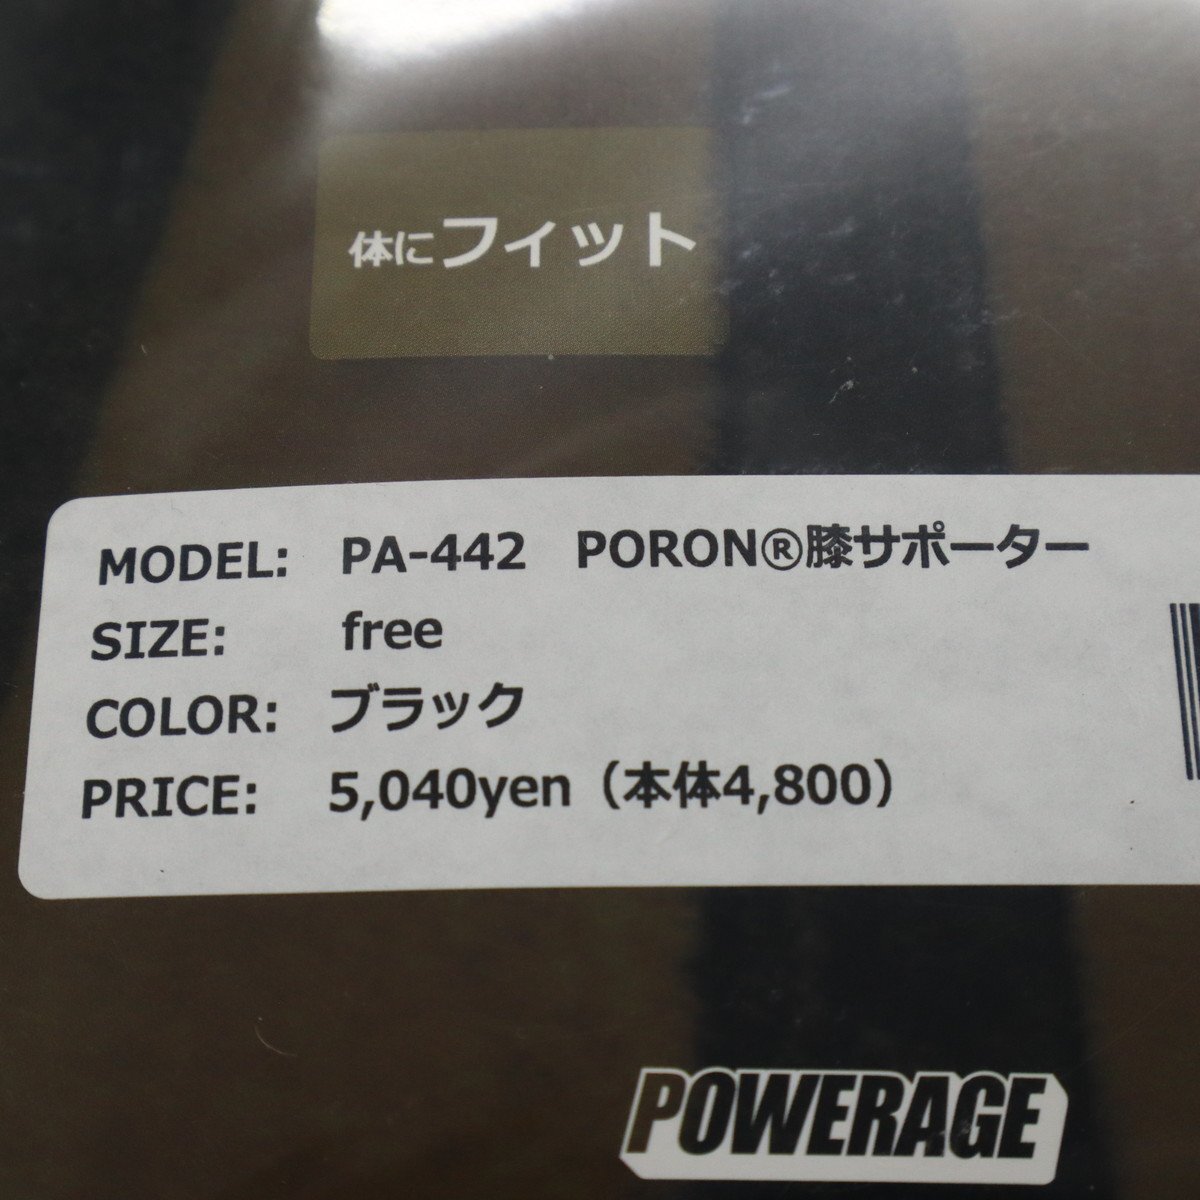 体にフィット
MODEL: PA-442 PORON®膝サポーター
SIZE: free
COLOR: ブラック
PRICE: 5,040yen（本体4,800）
POWERAGE